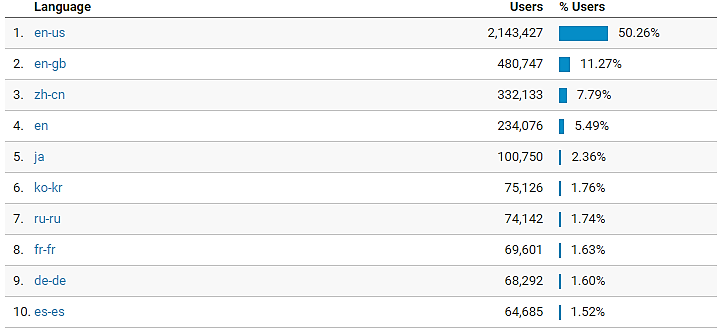 Language Users % Users
1. en-us 2,143,427 50.26%
2. en-gb 480,747 11.27%
3. zh-cn 332,133 7.79%
4. en 234,076 5.49%
5. ja 100,750 2.36%
6. ko-kr 75,126 1.76%
7. ru-ru 74,142 1.74%
8. fr-fr 69,601 1.63%
9. de-de 68,292 1.60%
10. es-es 64,685 1.52%